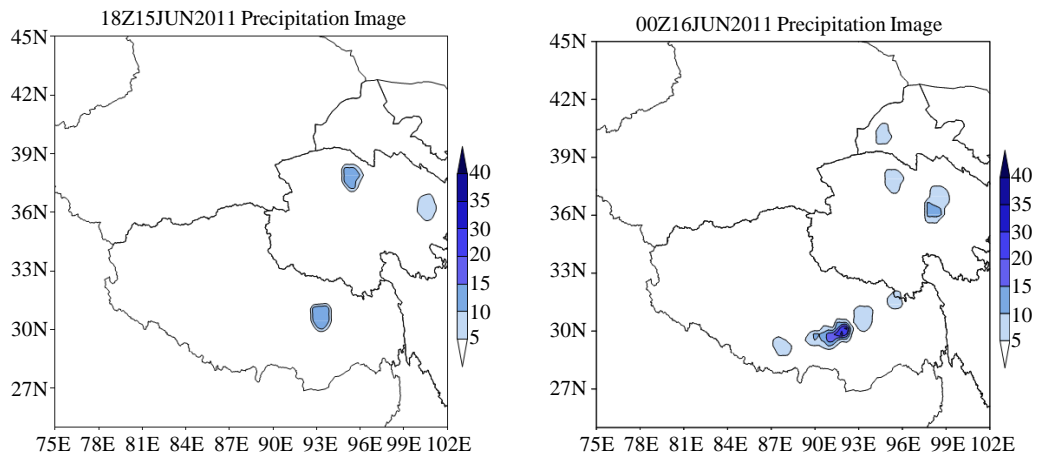 18Z15JUN2011 Precipitation Image
45N
42N
39N
36N
33N
30N
27N
75E 78E 81E 84E 87E 90E 93E 96E 99E 102E
40
35
30
20
15
10
5
00Z16JUN2011 Precipitation Image
45N
42N
39N
36N
33N
30N
27N
75E 78E 81E 84E 87E 90E 93E 96E 99E 102E
40
35
30
20
15
10
5